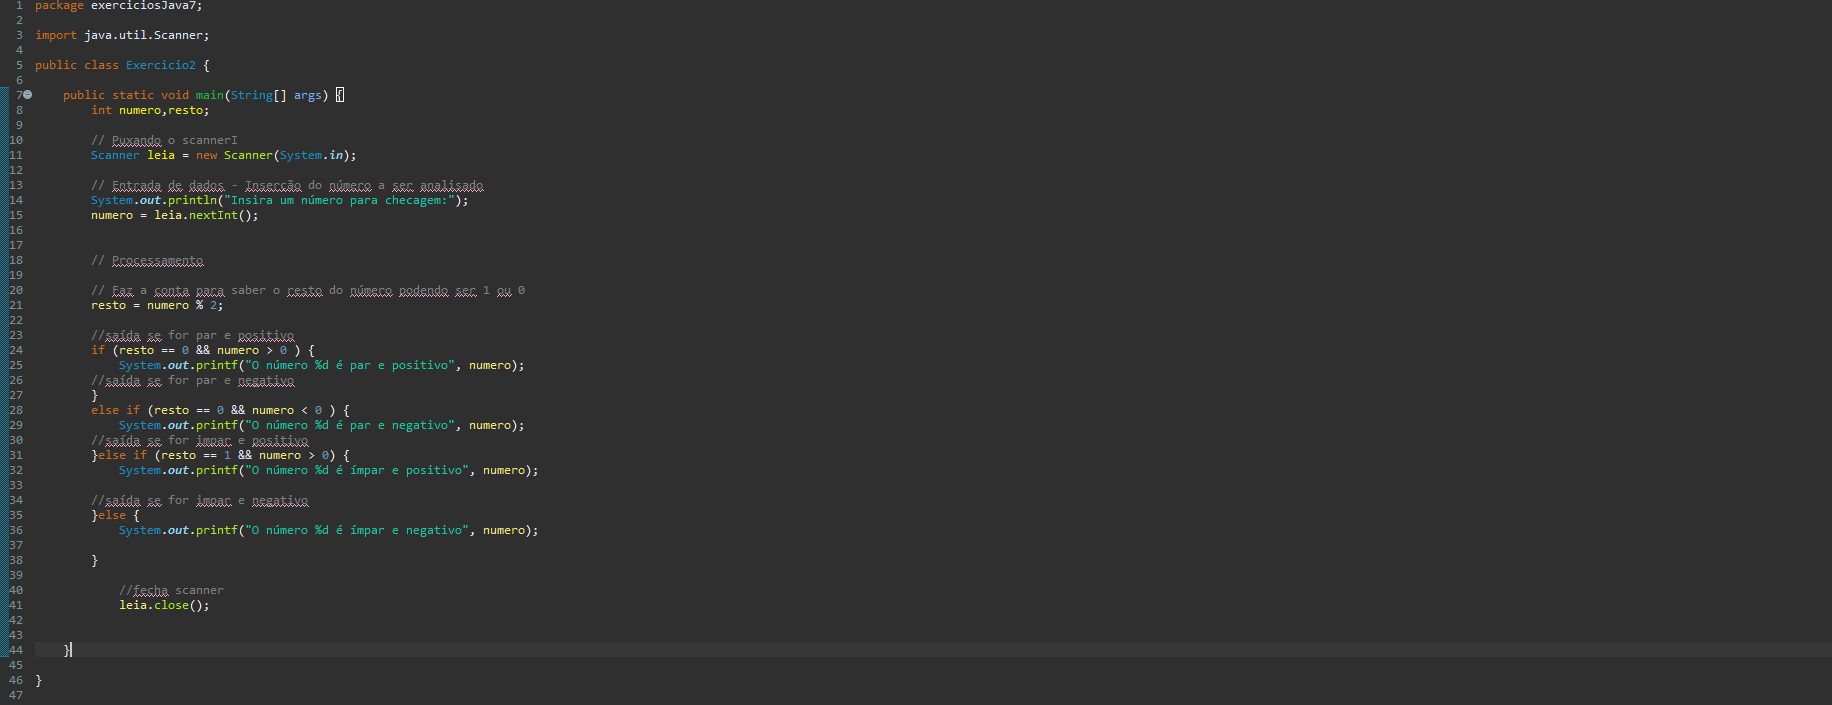 1 package exerciciosJava7;
2
3 import java.util.Scanner;
4
5 public class Exercicio2 {
6
7 public static void main(String[] args) {
8 int numero,resto;
9
10 // Puxando o scannerI
11 Scanner leia = new Scanner(System.in);
12
13 // Entrada de dados - Inserção do número a ser analisado
14 System.out.println("Insira um número para checagem:");
15 numero = leia.nextInt();
16
17
18 // Processamento
19
20 // Faz a conta para saber o resto do número podendo ser 1 ou 0
21 resto = numero % 2;
22
23 //saída se for par e positivo
24 if (resto == 0 && numero > 0 ) {
25 System.out.printf("O número %d é par e positivo", numero);
26 //saída se for par e negativo
27 }
28 else if (resto == 0 && numero < 0 ) {
29 System.out.printf("O número %d é par e negativo", numero);
30 //saída se for impar e positivo
31 }else if (resto == 1 && numero > 0) {
32 System.out.printf("O número %d é ímpar e positivo", numero);
33
34 //saída se for impar e negativo
35 }else {
36 System.out.printf("O número %d é ímpar e negativo", numero);
37
38 }
39
40 //fecha scanner
41 leia.close();
42
43
44 }
45
46 }
47